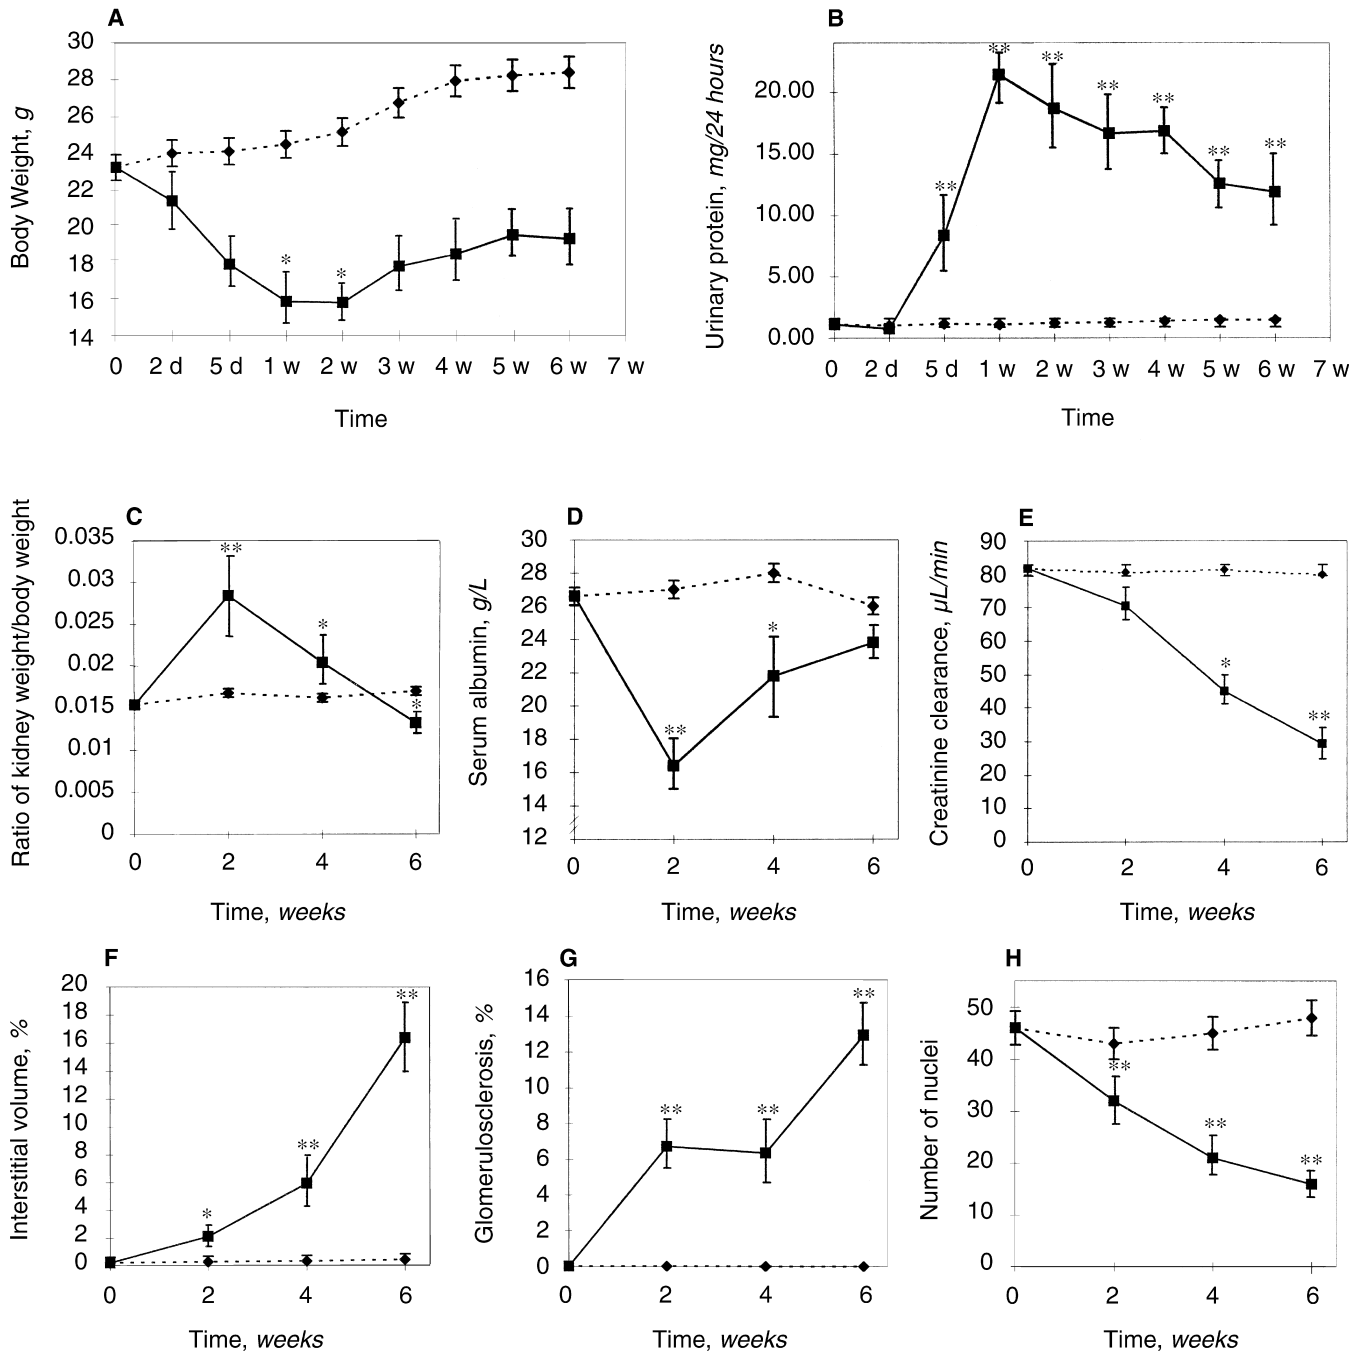 A
Body Weight, g
30
28
26
24
22
20
18
16
14
*
*
0 2 d 5 d 1 w 2 w 3 w 4 w 5 w 6 w 7 w
Time
B
Urinary protein, mg/24 hours
20.00
15.00
10.00
5.00
0.00
**
**
**
**
**
**
**
0 2 d 5 d 1 w 2 w 3 w 4 w 5 w 6 w 7 w
Time
C
Ratio of kidney weight/body weight
0.035
0.03
0.025
0.02
0.015
0.01
0.005
0
**
*
*
0 2 4 6
Time, weeks
D
Serum albumin, g/L
30
28
26
24
22
20
18
16
14
12
**
*
0 2 4 6
Time, weeks
E
Creatinine clearance, µL/min
90
80
70
60
50
40
30
20
10
0
*
**
0 2 4 6
Time, weeks
F
Interstitial volume, %
20
18
16
14
12
10
8
6
4
2
0
*
**
**
0 2 4 6
Time, weeks
G
Glomerulosclerosis, %
16
14
12
10
8
6
4
2
0
**
**
**
0 2 4 6
Time, weeks
H
Number of nuclei
50
40
30
20
10
0
**
**
**
0 2 4 6
Time, weeks